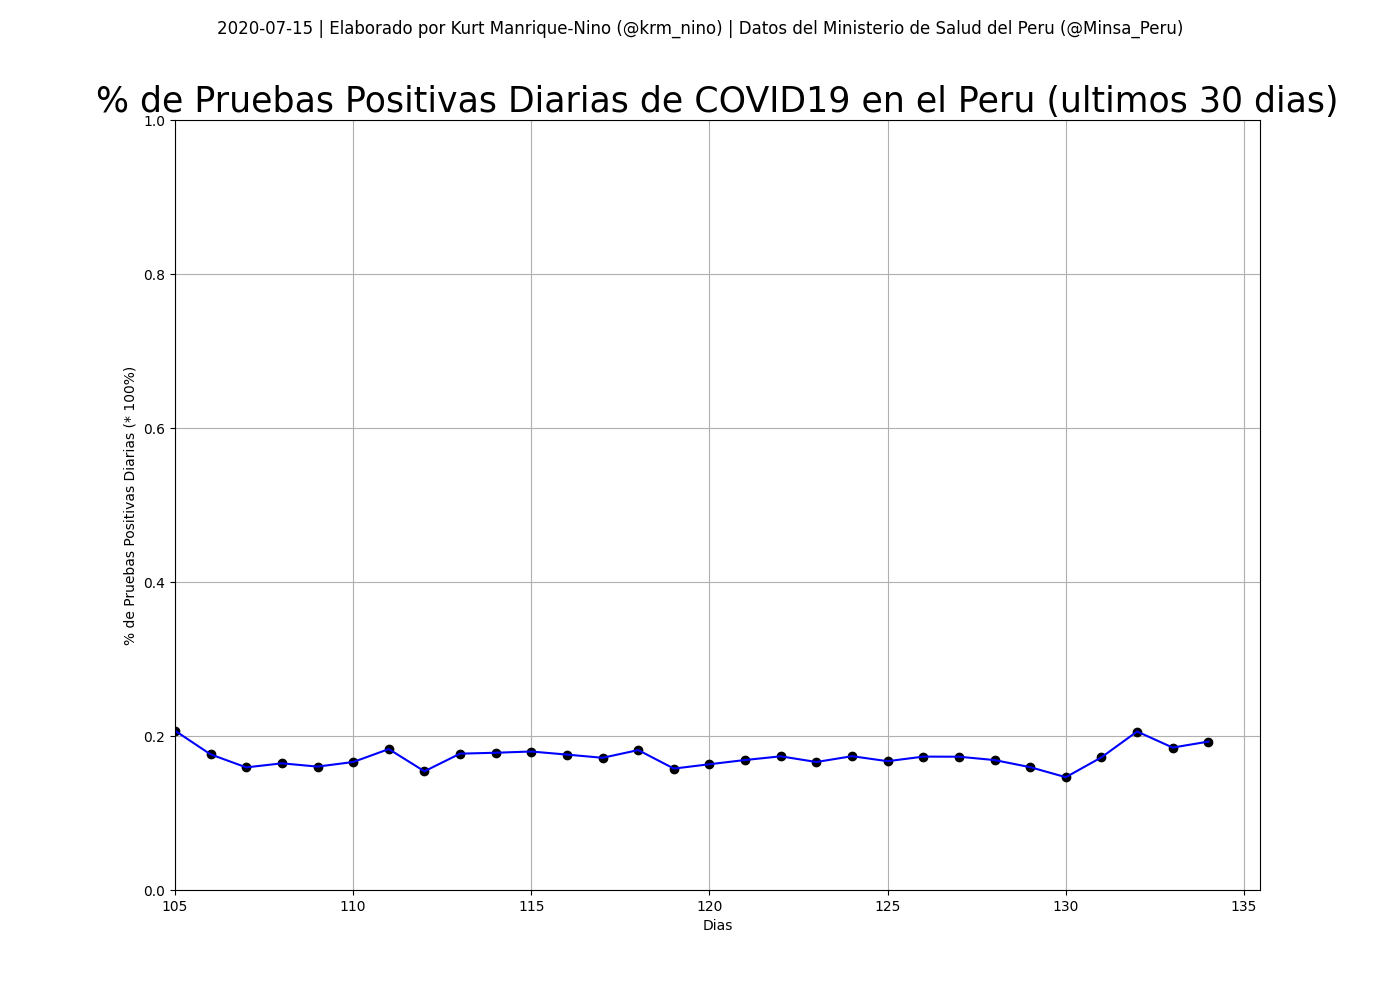 2020-07-15 | Elaborado por Kurt Manrique-Nino (@krm_nino) | Datos del Ministerio de Salud del Peru (@Minsa_Peru)
% de Pruebas Positivas Diarias de COVID19 en el Peru (ultimos 30 dias)
1.0
0.8
0.6
0.4
0.2
0.0
% de Pruebas Positivas Diarias (* 100%)
105 110 115 120 125 130 135
Dias